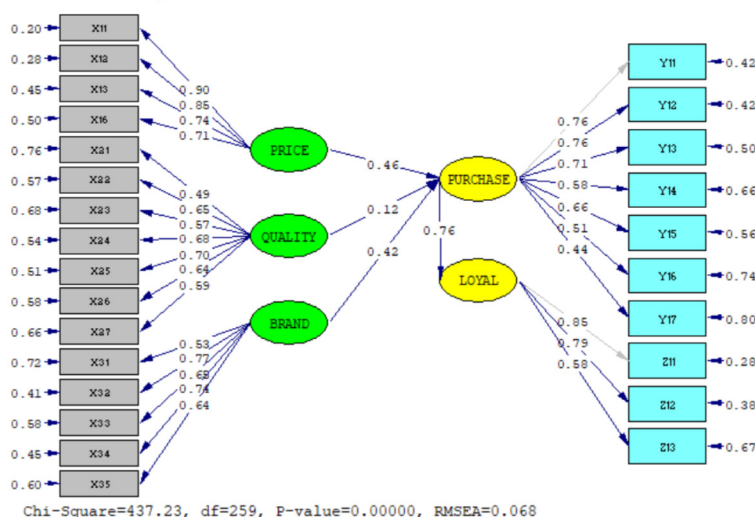 0.20 X11
0.28 X12
0.45 X13
0.50 X16
0.76 X21
0.57 X22
0.68 X23
0.54 X24
0.51 X25
0.58 X26
0.66 X27
0.72 X31
0.41 X32
0.58 X33
0.45 X34
0.60 X35
0.90
0.85
0.74
0.71
0.49
0.65
0.57
0.68
0.70
0.64
0.59
0.53
0.77
0.65
0.74
0.64
PRICE
QUALITY
BRAND
0.46
0.12
0.42
PURCHASE
0.76
LOYAL
0.76
0.76
0.71
0.58
0.66
0.51
0.44
0.85
0.79
0.58
Y11 0.42
Y12 0.42
Y13 0.50
Y14 0.66
Y15 0.56
Y16 0.74
Y17 0.80
Z11 0.28
Z12 0.38
Z13 0.67
Chi-Square=437.23, df=259, P-value=0.00000, RMSEA=0.068